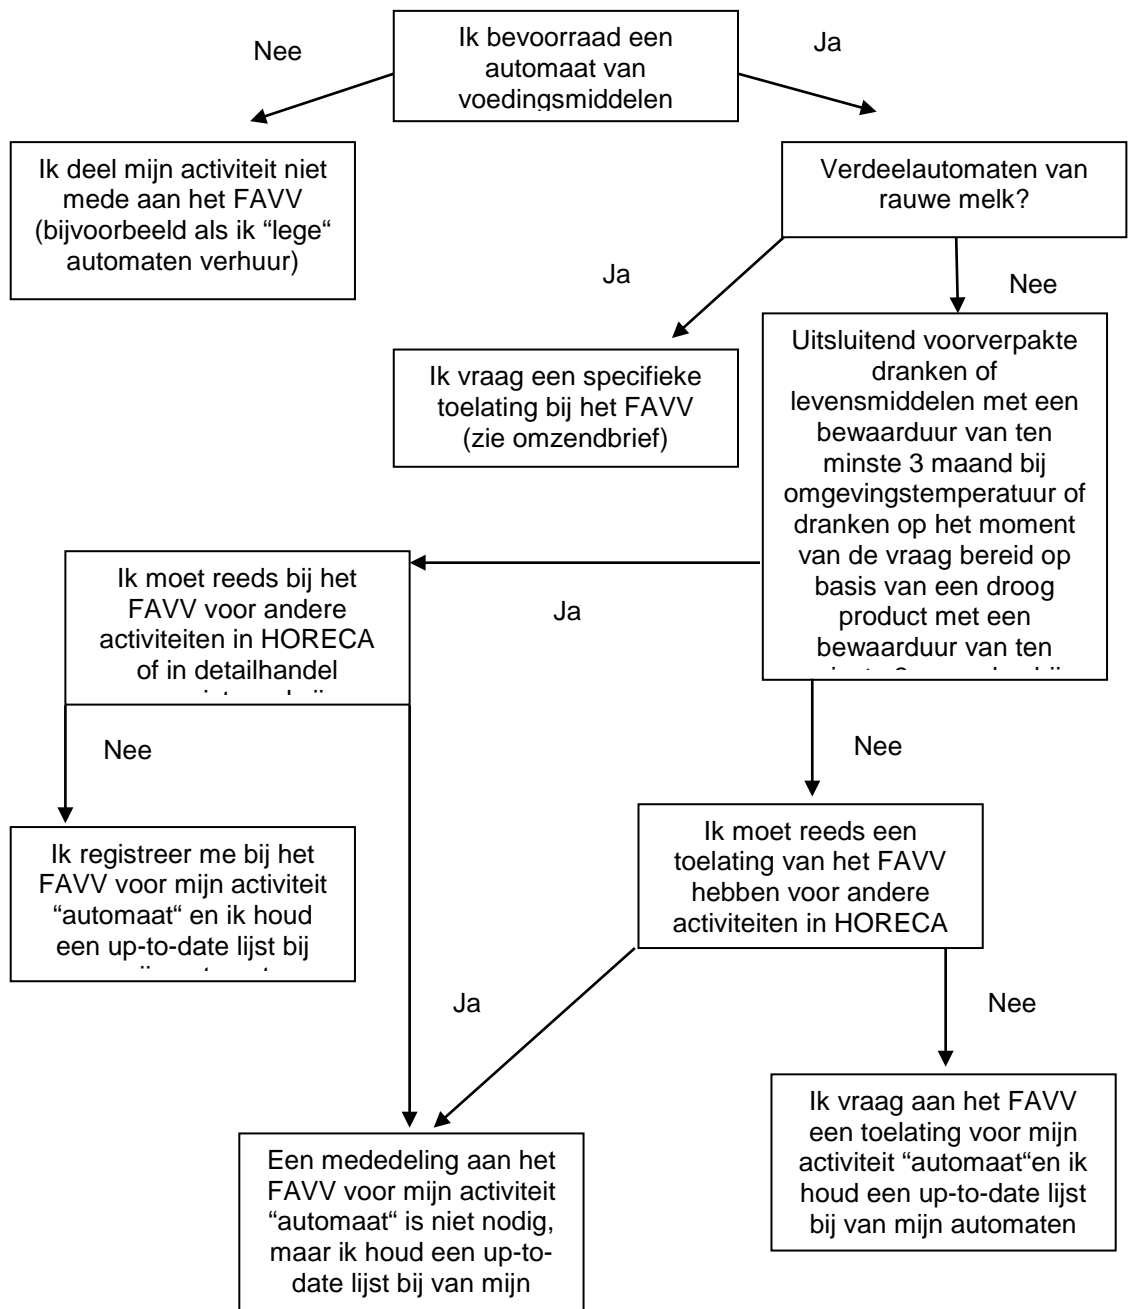 Nee
Ik bevoorraad een
automaat van
voedingsmiddelen
Ja
Ik deel mijn activiteit niet
mede aan het FAVV
(bijvoorbeeld als ik “lege“
automaten verhuur)
Verdeelautomaten van
rauwe melk?
Ja
Nee
Ik vraag een specifieke
toelating bij het FAVV
(zie omzendbrief)
Uitsluitend voorverpakte
dranken of
levensmiddelen met een
bewaarduur van ten
minste 3 maand bij
omgevingstemperatuur of
dranken op het moment
van de vraag bereid op
basis van een droog
product met een
bewaarduur van ten
Ik moet reeds bij het
FAVV voor andere
activiteiten in HORECA
of in detailhandel
Ja
Nee
Nee
Ik registreer me bij het
FAVV voor mijn activiteit
“automaat“ en ik houd
een up-to-date lijst bij
Ik moet reeds een
toelating van het FAVV
hebben voor andere
activiteiten in HORECA
Ja
Nee
Een mededeling aan het
FAVV voor mijn activiteit
“automaat“ is niet nodig,
maar ik houd een up-to-
date lijst bij van mijn
Ik vraag aan het FAVV
een toelating voor mijn
activiteit “automaat“en ik
houd een up-to-date lijst
bij van mijn automaten